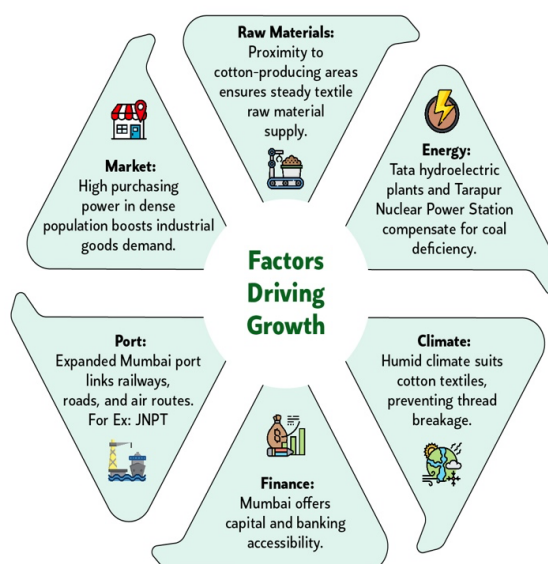 Raw Materials:
Proximity to
cotton-producing areas
ensures steady textile
raw material
supply.
Energy:
Tata hydroelectric
plants and Tarapur
Nuclear Power Station
compensate for coal
deficiency.
Climate:
Humid climate suits
cotton textiles,
preventing thread
breakage.
Finance:
Mumbai offers
capital and banking
accessibility.
Port:
Expanded Mumbai port
links railways,
roads, and air routes.
For Ex: JNPT
Market:
High purchasing
power in dense
population boosts industrial
goods demand.
Factors
Driving
Growth